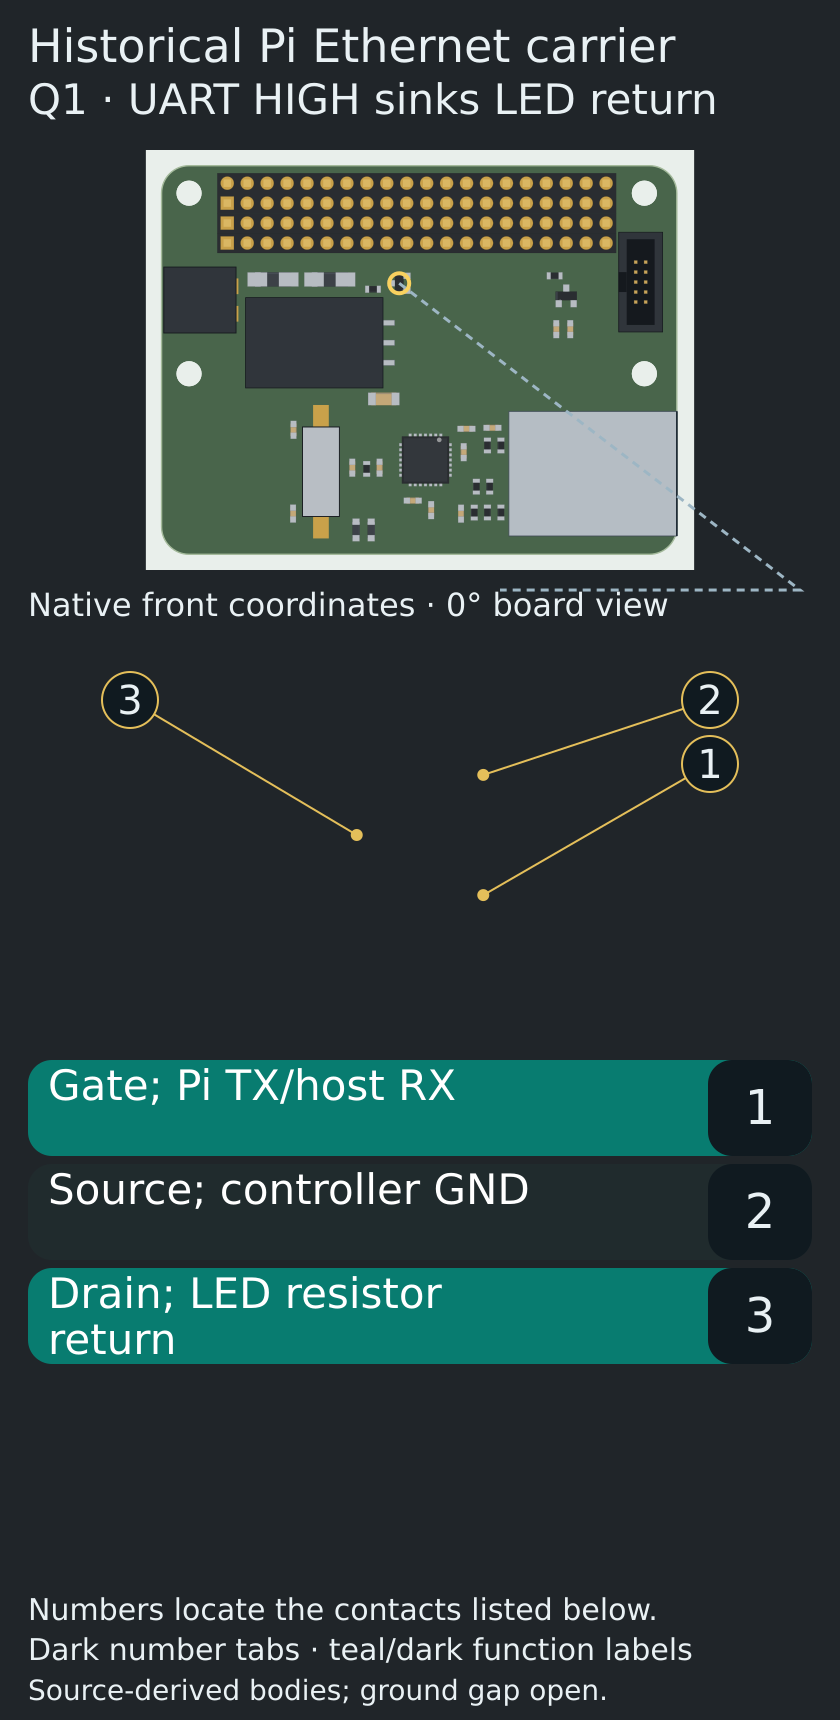 Historical Pi Ethernet carrier
Q1 · UART HIGH sinks LED return
Native front coordinates · 0° board view
3
2
1
Gate; Pi TX/host RX
1
Source; controller GND
2
Drain; LED resistor
return
3
Numbers locate the contacts listed below.
Dark number tabs · teal/dark function labels
Source-derived bodies; ground gap open.